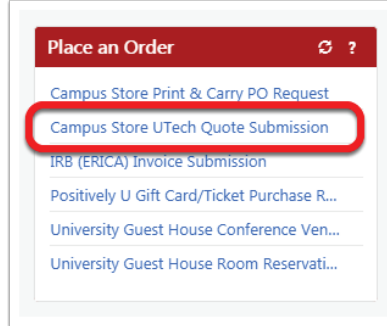 Place an Order ?
Campus Store Print & Carry PO Request
Campus Store UTech Quote Submission
IRB (ERICA) Invoice Submission
Positively U Gift Card/Ticket Purchase R...
University Guest House Conference Ven...
University Guest House Room Reservati...